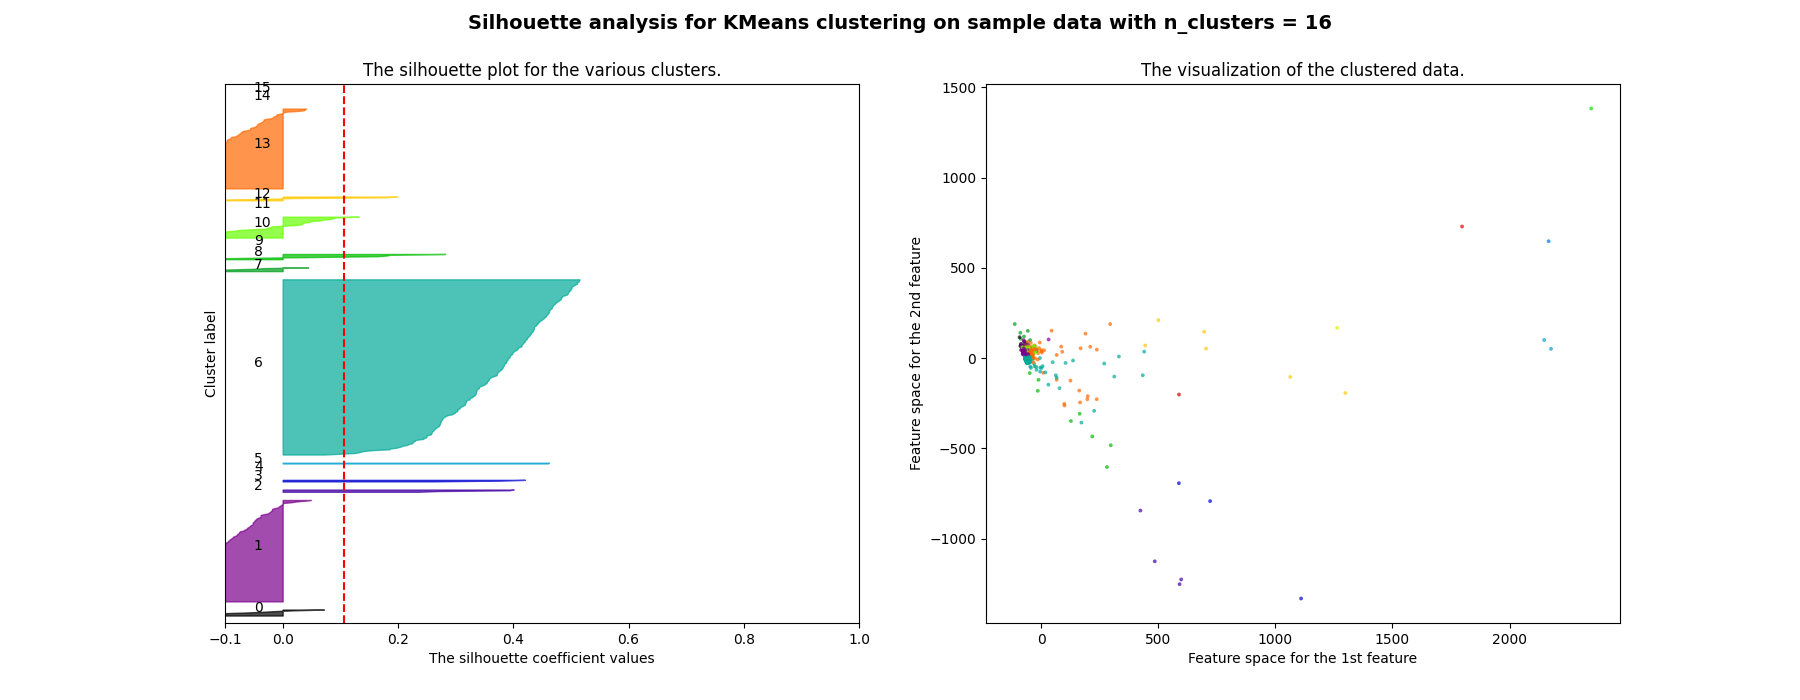 Silhouette analysis for KMeans clustering on sample data with n_clusters = 16
The silhouette plot for the various clusters.
Cluster label
15
14
13
12
11
10
9
8
7
6
5
4
3
2
1
0
−0.1 0.0 0.2 0.4 0.6 0.8 1.0
The silhouette coefficient values
The visualization of the clustered data.
Feature space for the 2nd feature
1500
1000
500
0
−500
−1000
0 500 1000 1500 2000
Feature space for the 1st feature